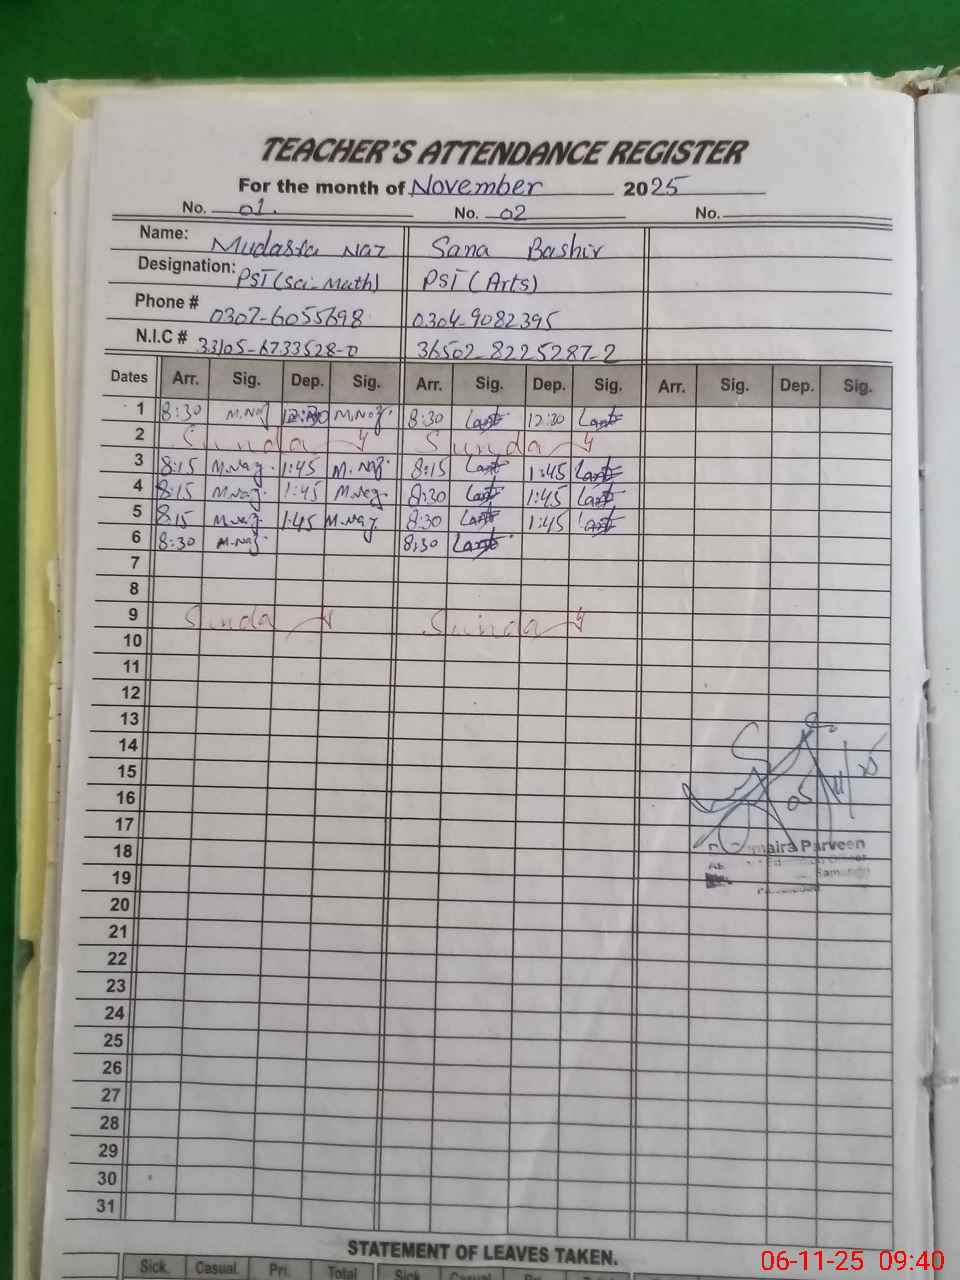 TEACHER'S ATTENDANCE REGISTER
For the month of November 2025
No. 01. No. 02 No.
Name: Mudasra Naz Sana Bashir
Designation: PST (Sci-Math) PST (Arts)
Phone # 0307-6055698 0304-9082395
N.I.C # 33105-6733528-0 36502-8225287-2
Dates Arr. Sig. Dep. Sig. Arr. Sig. Dep. Sig. Arr. Sig. Dep. Sig.
1 8:30 M.Naz 12:30 M.Naz. 8:30 12:30
2 Sunday Sunday
3 8:15 M.Naz. 1:45 M.Naz. 8:15 1:45
4 8:15 M.Naz. 1:45 M.Naz. 8:30 1:45
5 8:15 M.Naz. 1:45 M.Naz. 8:30 1:45
6 8:30 M.Naz. 8:30
7
8
9 Sunday Sunday
10
11
12
13
14
15
16 05/11/25
17
18 Parveen
19
20
21
22
23
24
25
26
27
28
29
30
31
STATEMENT OF LEAVES TAKEN.
Sick. Casual. Pri. Total Sick. Casual. Pri. Total
06-11-25 09:40